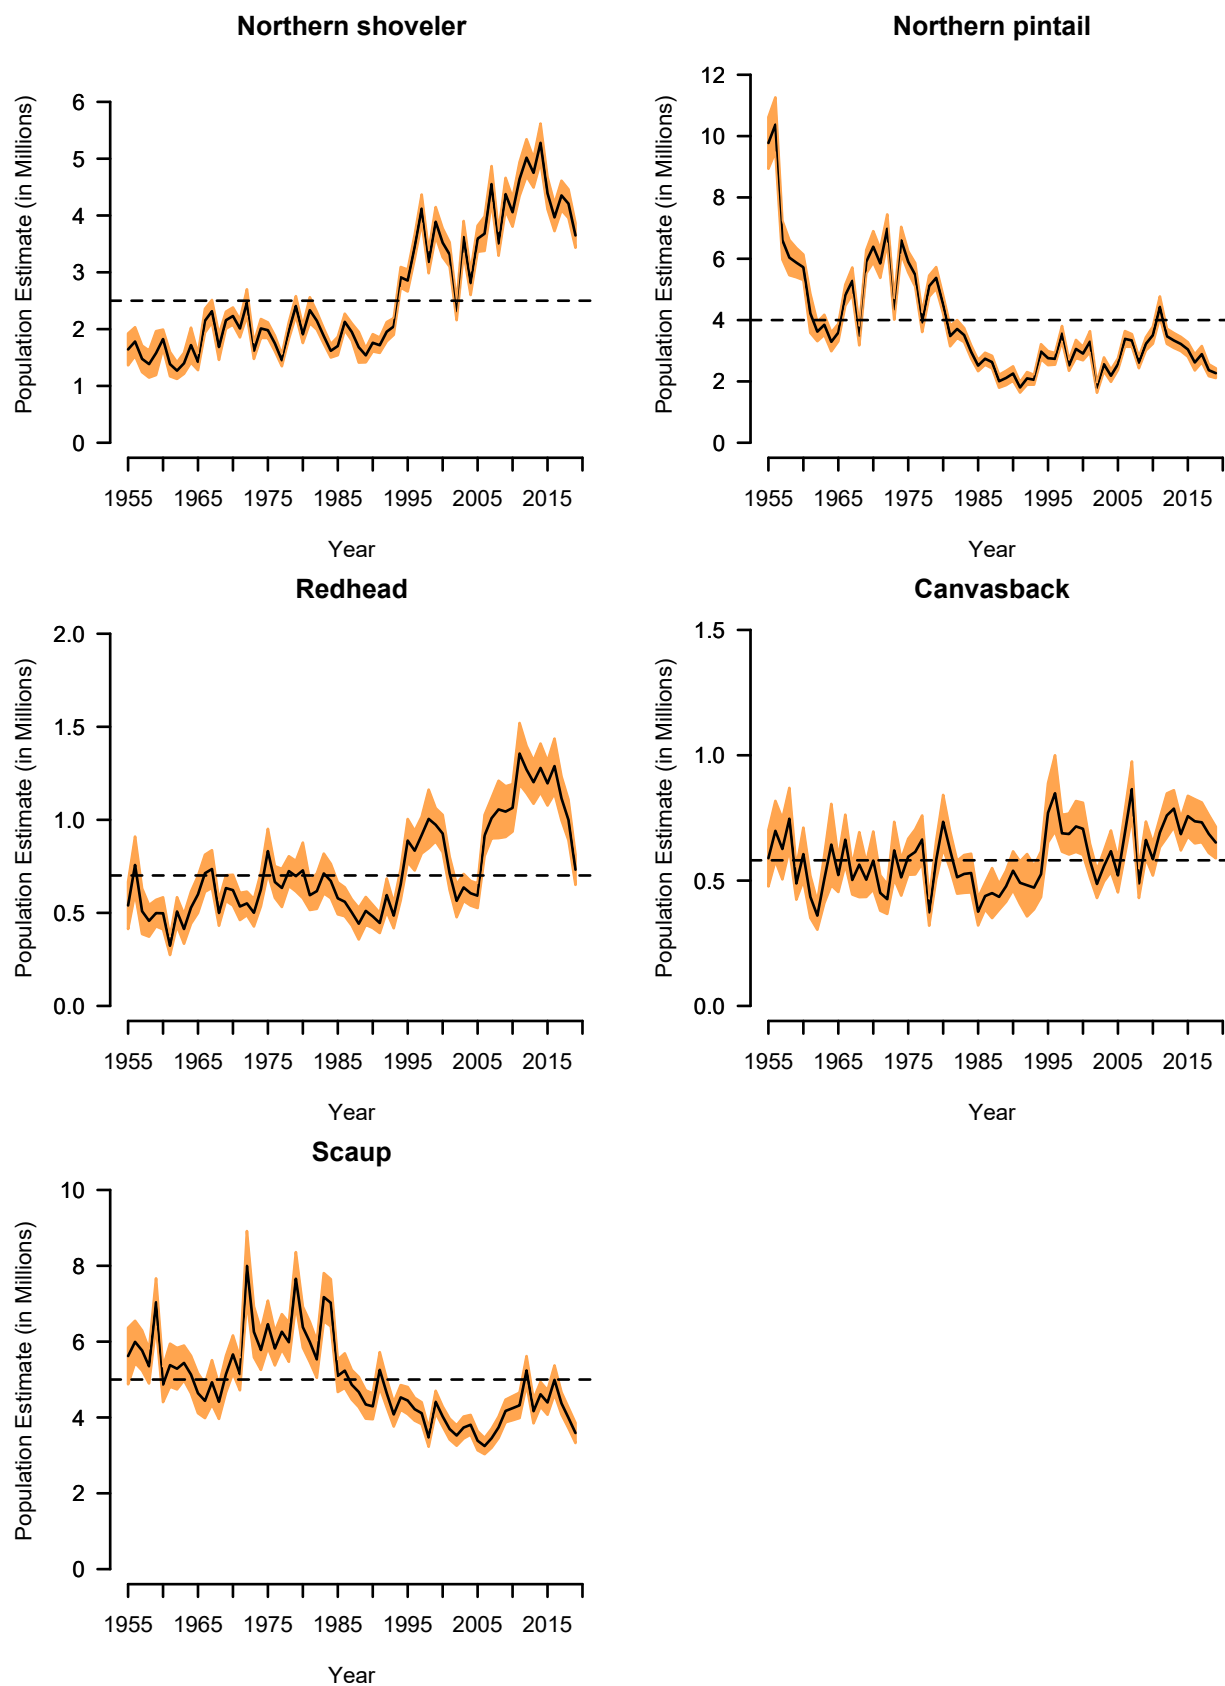 Northern shoveler
Population Estimate (in Millions)
6
5
4
3
2
1
0
1955 1965 1975 1985 1995 2005 2015
Year
Northern pintail
Population Estimate (in Millions)
12
10
8
6
4
2
0
1955 1965 1975 1985 1995 2005 2015
Year
Redhead
Population Estimate (in Millions)
2.0
1.5
1.0
0.5
0.0
1955 1965 1975 1985 1995 2005 2015
Year
Canvasback
Population Estimate (in Millions)
1.5
1.0
0.5
0.0
1955 1965 1975 1985 1995 2005 2015
Year
Scaup
Population Estimate (in Millions)
10
8
6
4
2
0
1955 1965 1975 1985 1995 2005 2015
Year